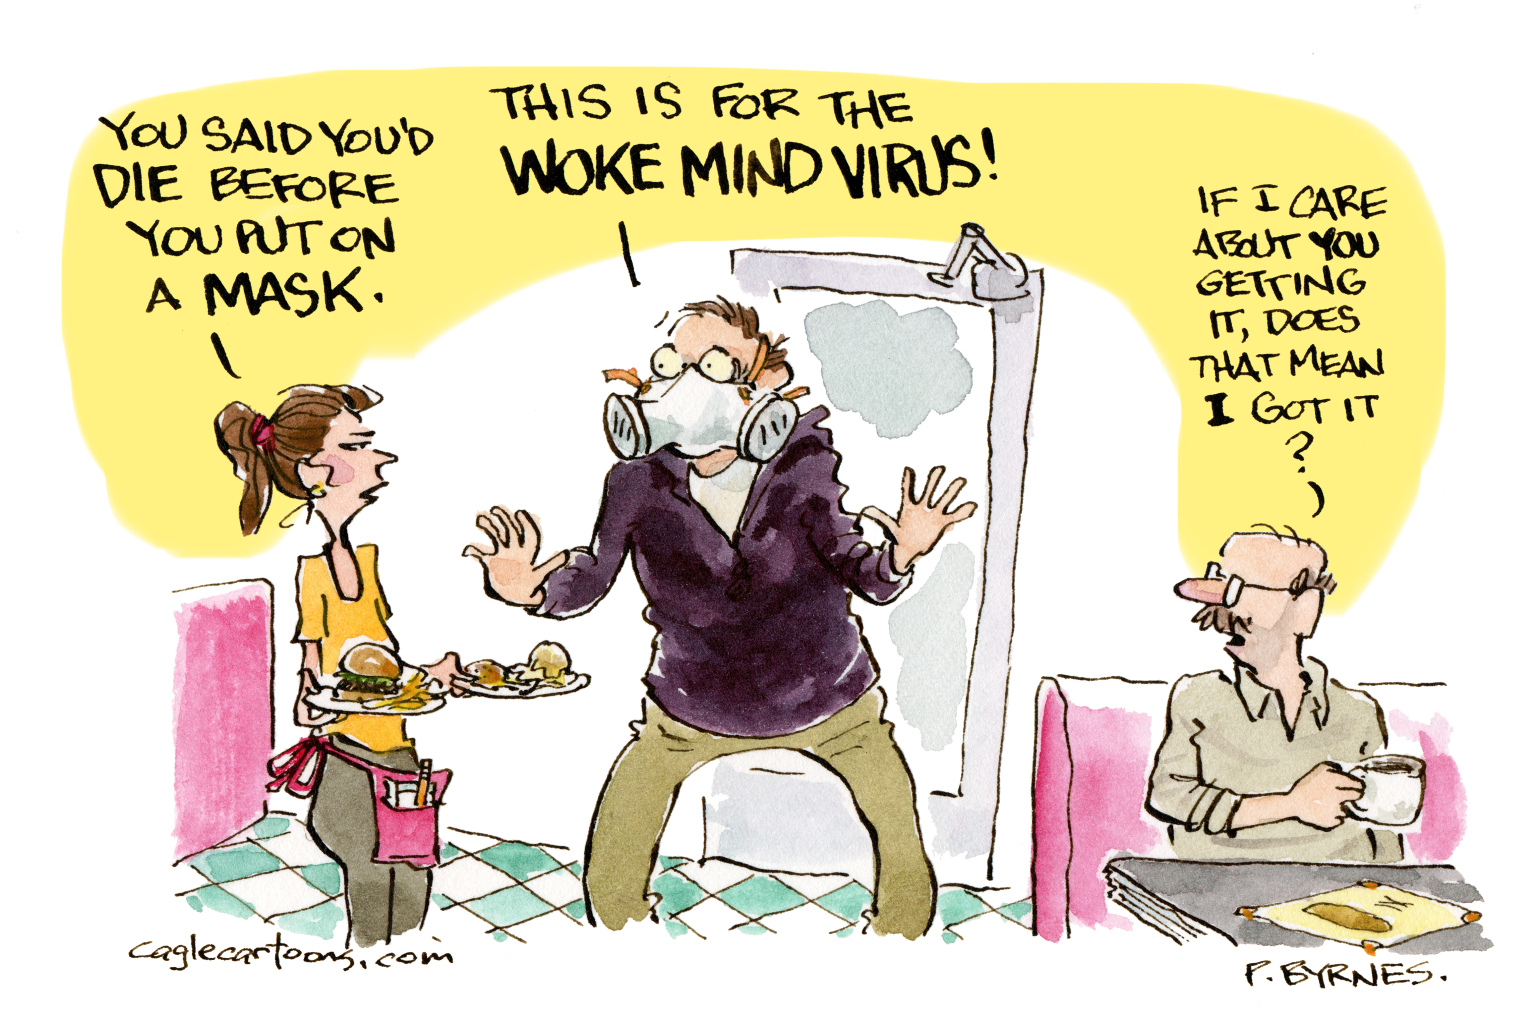 YOU SAID YOU'D
DIE BEFORE
YOU PUT ON
A MASK.
THIS IS FOR THE
WOKE MIND VIRUS!
IF I CARE
ABOUT YOU
GETTING
IT, DOES
THAT MEAN
I GOT IT
?
caglecartoons.com
P. BYRNES.